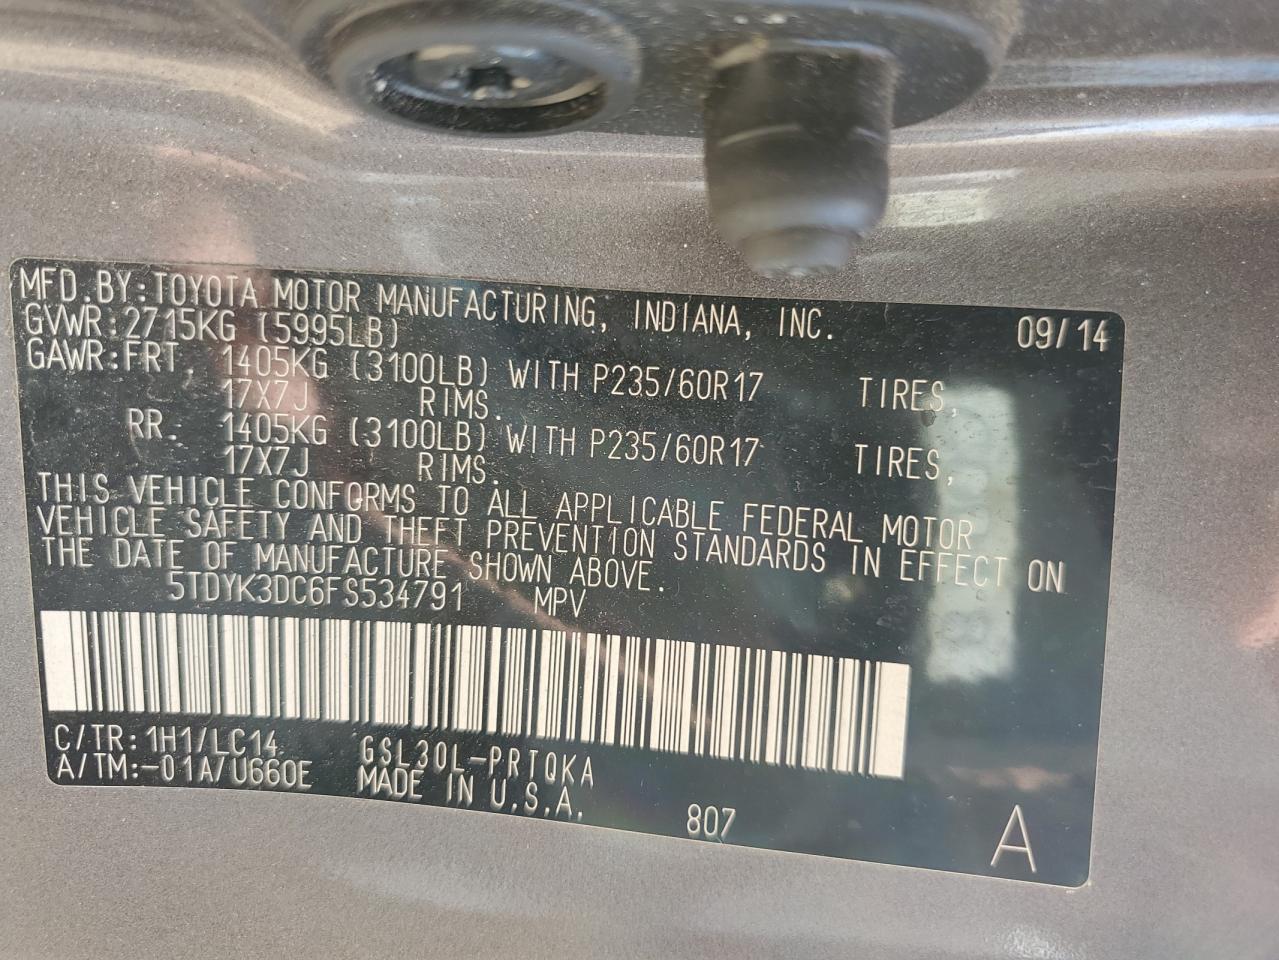 MFD.BY:TOYOTA MOTOR MANUFACTURING, INDIANA, INC. 09/14
GVWR:2715KG (5995LB)
GAWR:FRT. 1405KG (3100LB) WITH P235/60R17 TIRES,
17X7J RIMS.
RR. 1405KG (3100LB) WITH P235/60R17 TIRES,
17X7J RIMS.
THIS VEHICLE CONFORMS TO ALL APPLICABLE FEDERAL MOTOR
VEHICLE SAFETY AND THEFT PREVENTION STANDARDS IN EFFECT ON
THE DATE OF MANUFACTURE SHOWN ABOVE.
5TDYK3DC6FS534791 MPV
C/TR:1H1/LC14 GSL30L-PRTQKA
A/TM:-01A/U660E MADE IN U.S.A.
807 A